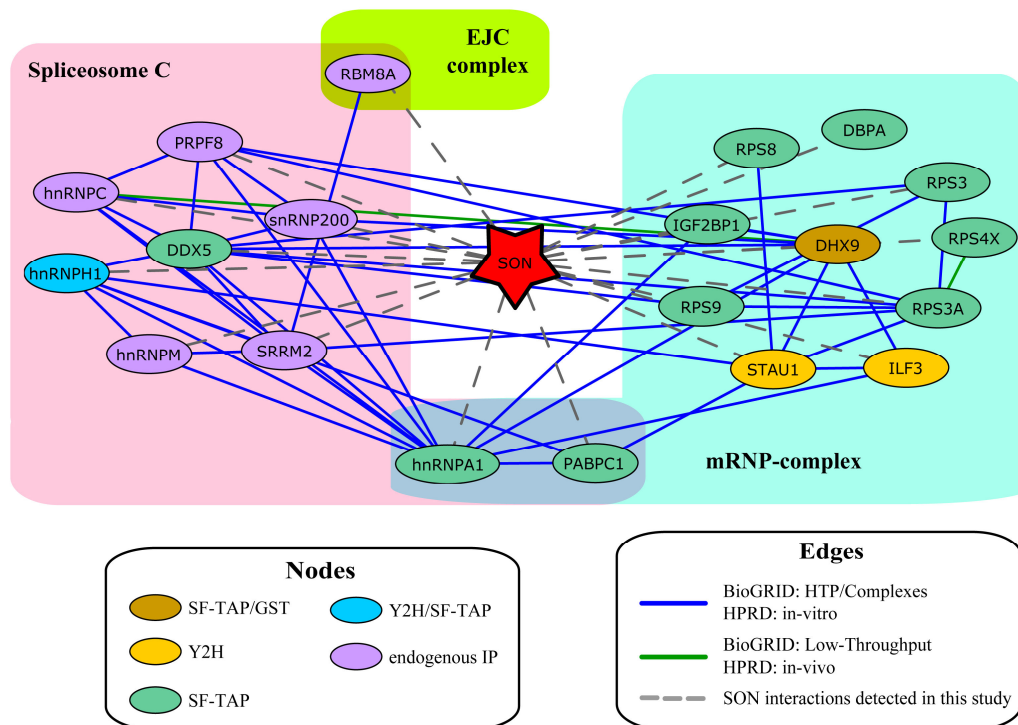 EJC
complex
Spliceosome C
RBM8A
DBPA
PRPF8
RPS8
RPS3
hnRNPC
snRNP200
IGF2BP1
RPS4X
DDX5
DHX9
SON
hnRNPH1
RPS9
RPS3A
hnRNPM
SRRM2
STAU1
ILF3
hnRNPA1
PABPC1
mRNP-complex
Nodes
SF-TAP/GST
Y2H/SF-TAP
Y2H
endogenous IP
SF-TAP
Edges
BioGRID: HTP/Complexes
HPRD: in-vitro
BioGRID: Low-Throughput
HPRD: in-vivo
SON interactions detected in this study